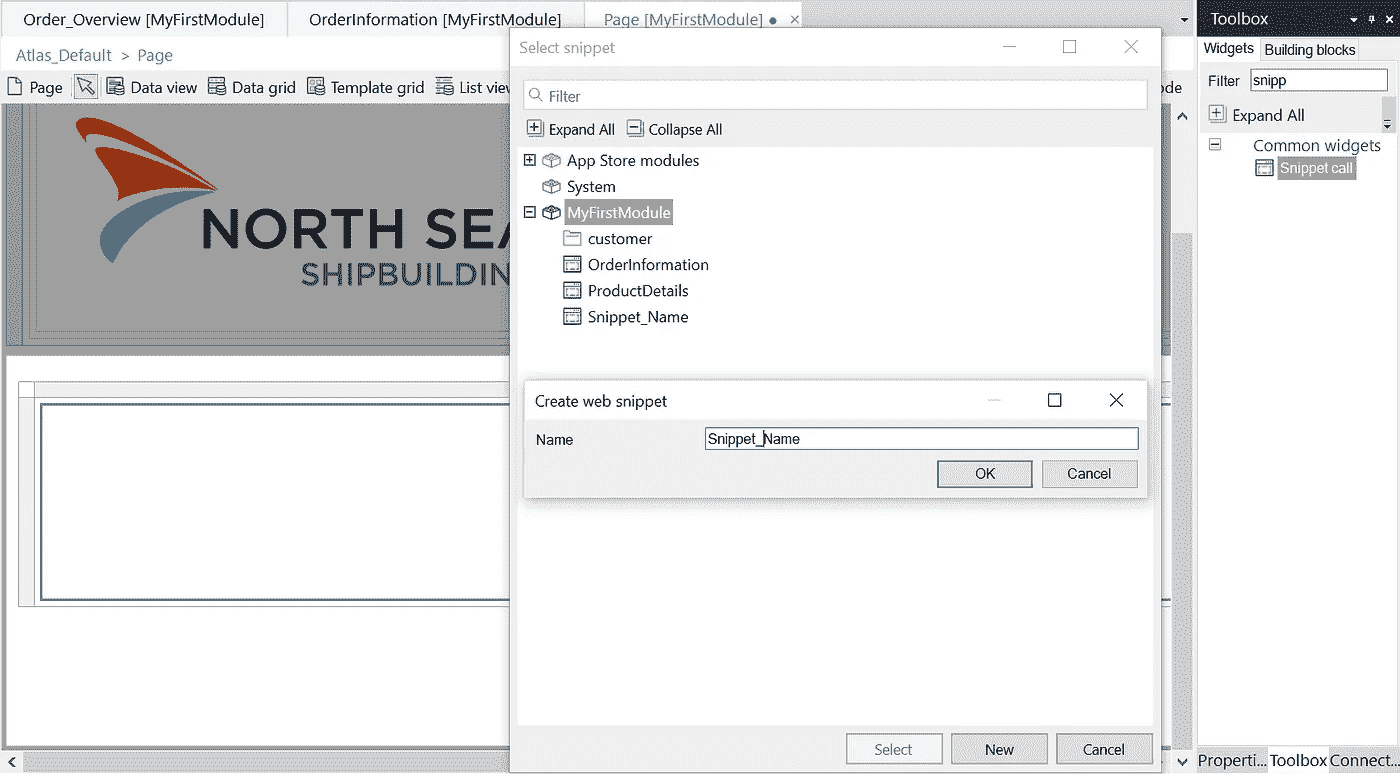 Order_Overview [MyFirstModule] OrderInformation [MyFirstModule] Page [MyFirstModule]
Atlas_Default > Page
Page Data view Data grid Template grid List view
NORTH SEA
SHIPBUILDIN
Select snippet
Filter
Expand All Collapse All
App Store modules
System
MyFirstModule
customer
OrderInformation
ProductDetails
Snippet_Name
Create web snippet
Name Snippet_Name
OK Cancel
Select New Cancel
Toolbox
Widgets Building blocks
Filter snipp
Expand All
Common widgets
Snippet call
Properti... Toolbox Connect...